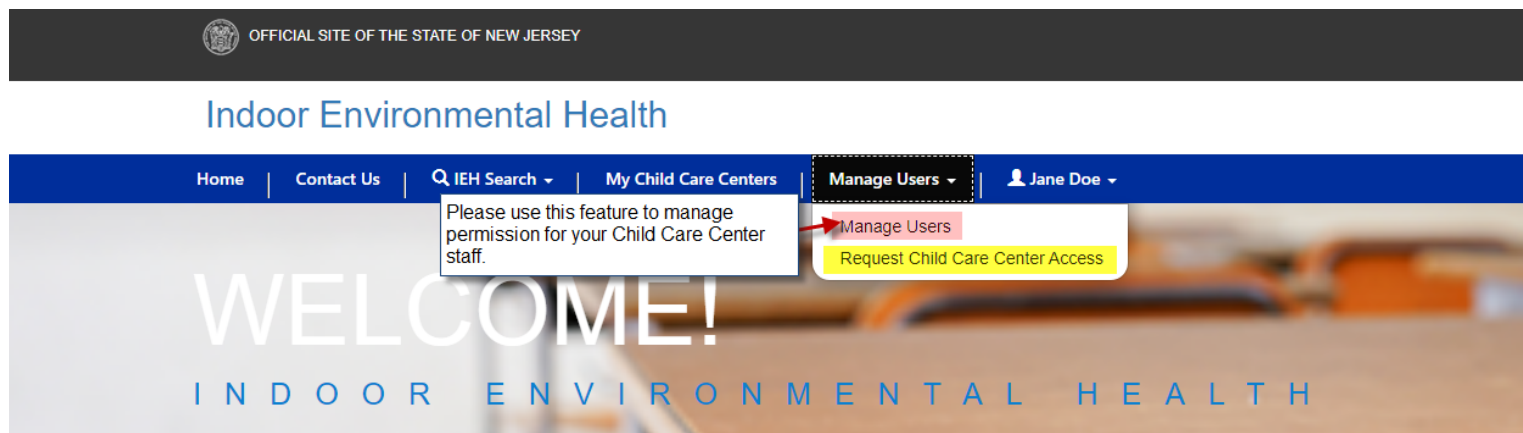 OFFICIAL SITE OF THE STATE OF NEW JERSEY
Indoor Environmental Health
Home | Contact Us | IEH Search | My Child Care Centers | Manage Users | Jane Doe
Please use this feature to manage
permission for your Child Care Center
staff.
Manage Users
Request Child Care Center Access
WELCOME!
INDOOR ENVIRONMENTAL HEALTH